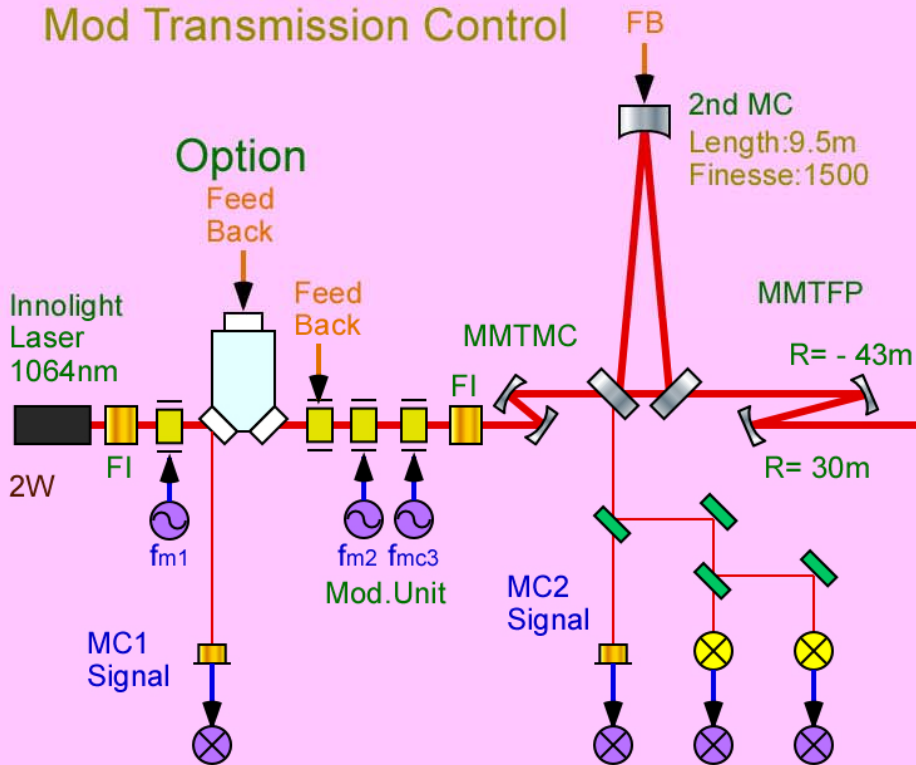 Mod Transmission Control
FB
2nd MC
Length:9.5m
Finesse:1500
Option
Feed
Back
Innolight
Laser
1064nm
Feed
Back
MMTMC
MMTFP
R= - 43m
FI
FI
2W
R= 30m
fm1
fm2
fmc3
Mod.Unit
MC1
Signal
MC2
Signal